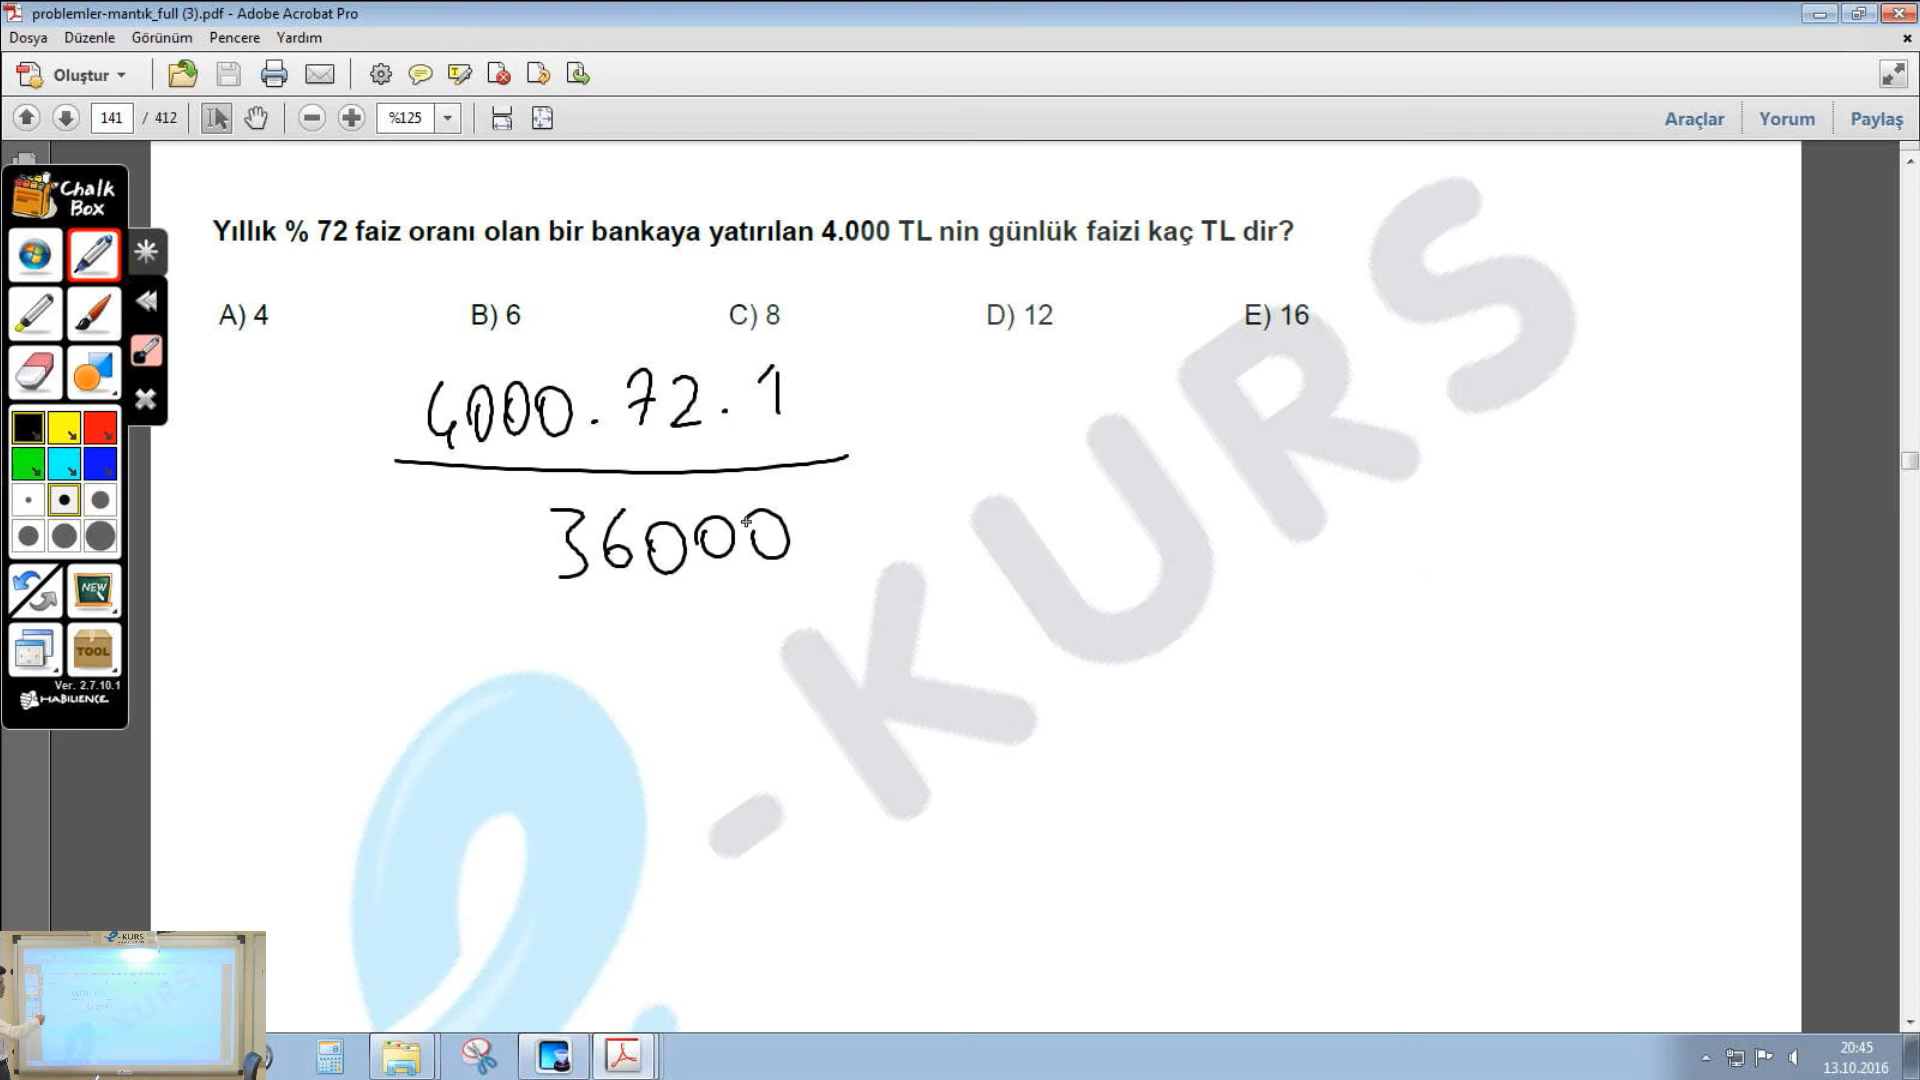 problemler-mantık_full (3).pdf - Adobe Acrobat Pro
Dosya Düzenle Görünüm Pencere Yardım
Oluştur
141 / 412 %125 Araçlar Yorum Paylaş
Chalk
Box
Yıllık % 72 faiz oranı olan bir bankaya yatırılan 4.000 TL nin günlük faizi kaç TL dir?
A) 4 B) 6 C) 8 D) 12 E) 16
4000 . 72 . 1
36000
NEW
TOOL
Ver. 2.7.10.1
HABILIENCE
e-KURS
e-KURS
20:45
13.10.2016